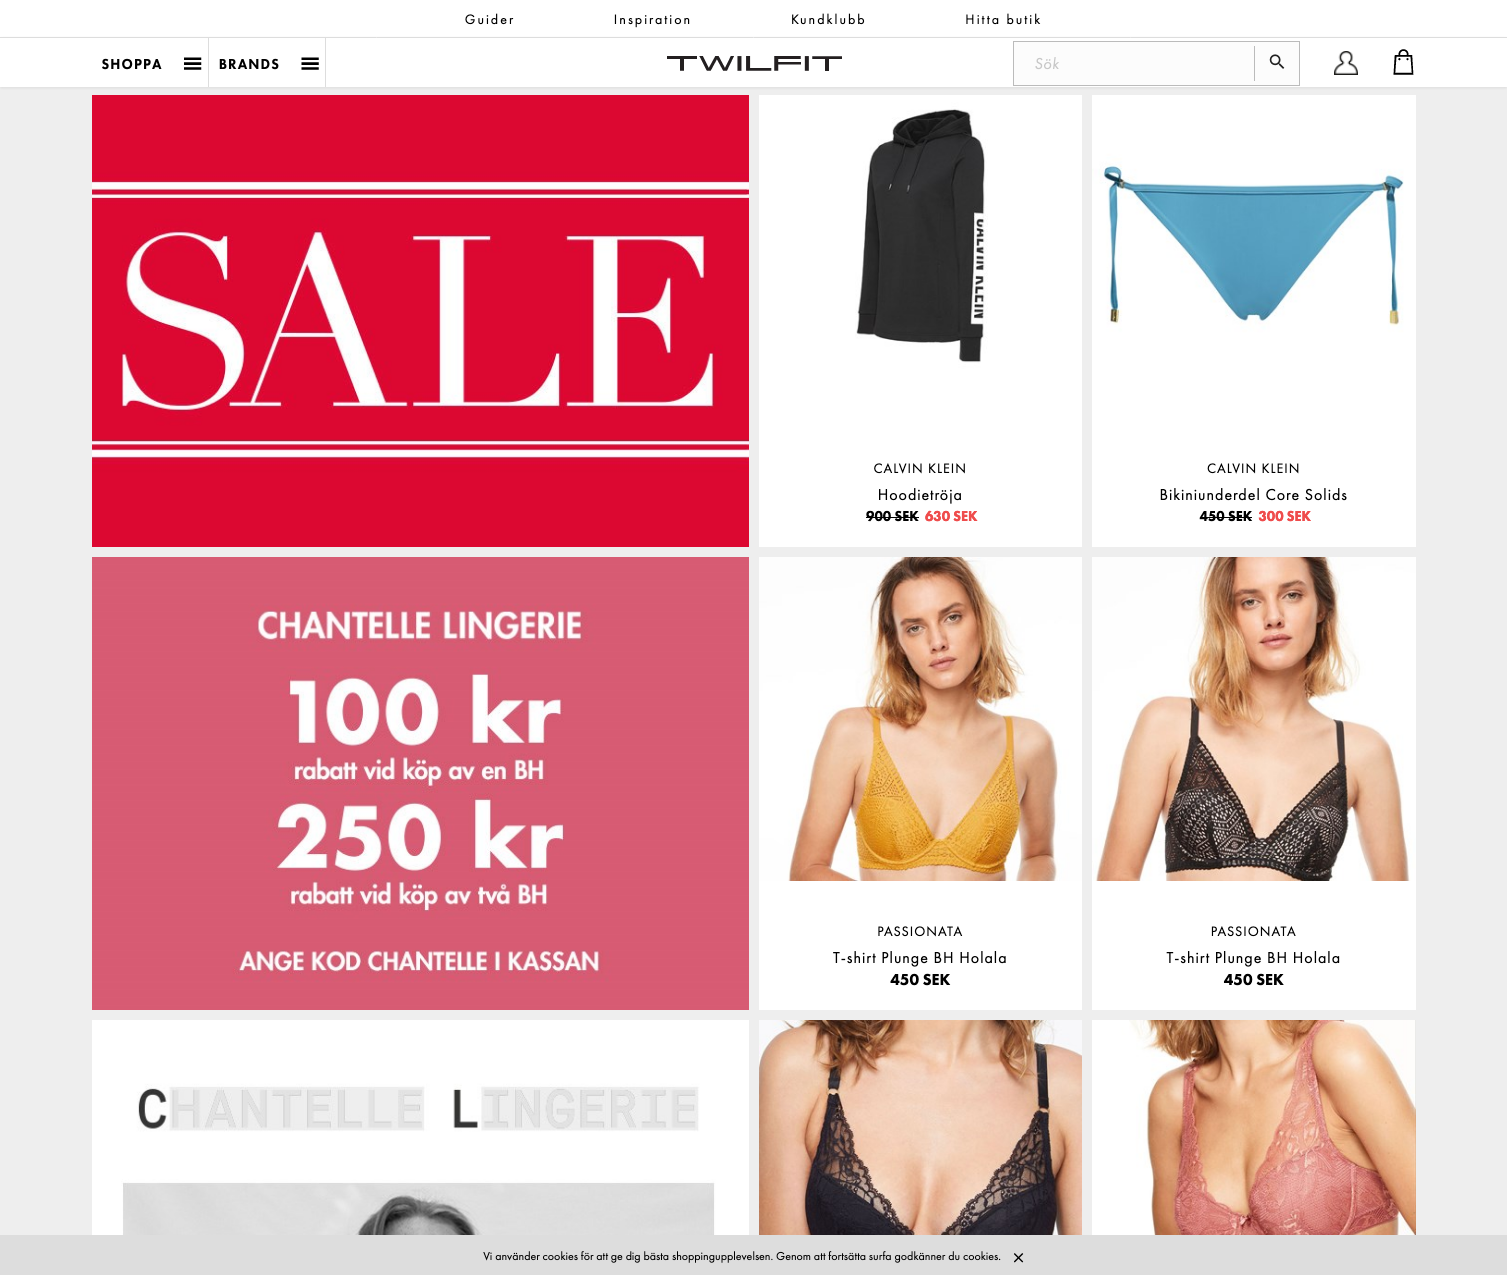 Guider
Inspiration
Kundklubb
Hitta butik
SHOPPA
BRANDS
TWILFIT
Sök
SALE
CALVIN KLEIN
CALVIN KLEIN
Hoodietröja
900 SEK 630 SEK
CALVIN KLEIN
Bikiniunderdel Core Solids
450 SEK 300 SEK
CHANTELLE LINGERIE
100 kr
rabatt vid köp av en BH
250 kr
rabatt vid köp av två BH
ANGE KOD CHANTELLE I KASSAN
PASSIONATA
T-shirt Plunge BH Holala
450 SEK
PASSIONATA
T-shirt Plunge BH Holala
450 SEK
CHANTELLE LINGERIE
Vi använder cookies för att ge dig bästa shoppingupplevelsen. Genom att fortsätta surfa godkänner du cookies.